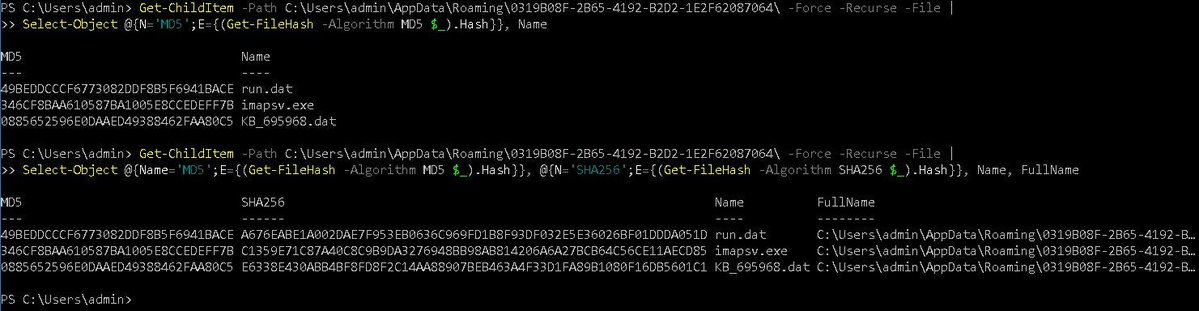 PS C:\Users\admin> Get-ChildItem -Path C:\Users\admin\AppData\Roaming\0319B08F-2B65-4192-B2D2-1E2F62087064\ -Force -Recurse -File |
>> Select-Object @{N='MD5';E={(Get-FileHash -Algorithm MD5 $_).Hash}}, Name
MD5 Name
--- ----
49BEDDCCCF6773082DDF8B5F6941BACE run.dat
346CF8BAA610587BA1005E8CCEDEFF7B imapsv.exe
0885652596E0DAAED49388462FAA80C5 KB_695968.dat
PS C:\Users\admin> Get-ChildItem -Path C:\Users\admin\AppData\Roaming\0319B08F-2B65-4192-B2D2-1E2F62087064\ -Force -Recurse -File |
>> Select-Object @{Name='MD5';E={(Get-FileHash -Algorithm MD5 $_).Hash}}, @{N='SHA256';E={(Get-FileHash -Algorithm SHA256 $_).Hash}}, Name, FullName
MD5 SHA256 Name FullName
--- ------ ---- --------
49BEDDCCCF6773082DDF8B5F6941BACE A676EABE1A002DAE7F953EB0636C969FD1B8F93DF032E5E36026BF01DDDA051D run.dat C:\Users\admin\AppData\Roaming\0319B08F-2B65-4192-B...
346CF8BAA610587BA1005E8CCEDEFF7B C1359E71C87A40C8C9B9DA3276948BB98AB814206A6A27BCB64C56CE11AECD85 imapsv.exe C:\Users\admin\AppData\Roaming\0319B08F-2B65-4192-B...
0885652596E0DAAED49388462FAA80C5 E6338E430ABB4BF8FD8F2C14AA88907BEB463A4F33D1FA89B1080F16DB5601C1 KB_695968.dat C:\Users\admin\AppData\Roaming\0319B08F-2B65-4192-B...
PS C:\Users\admin>